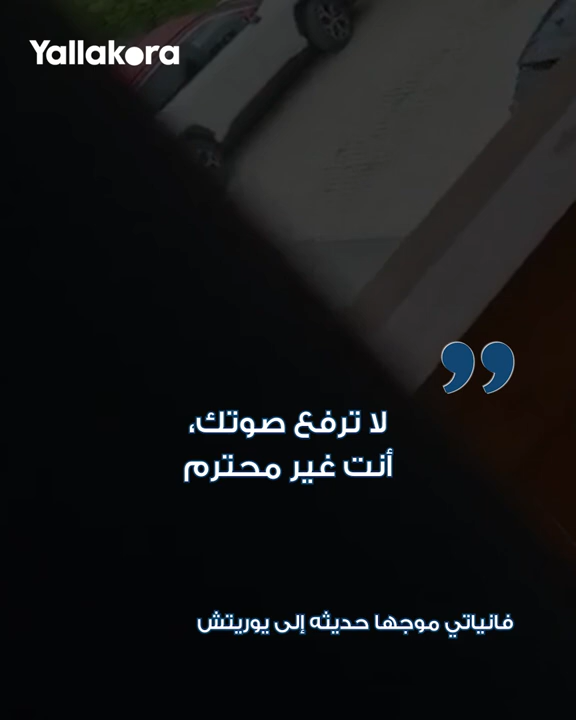 Yallakora
”
لا ترفع صوتك،
أنت غير محترم
فانياتي موجها حديثه إلى يوريتش